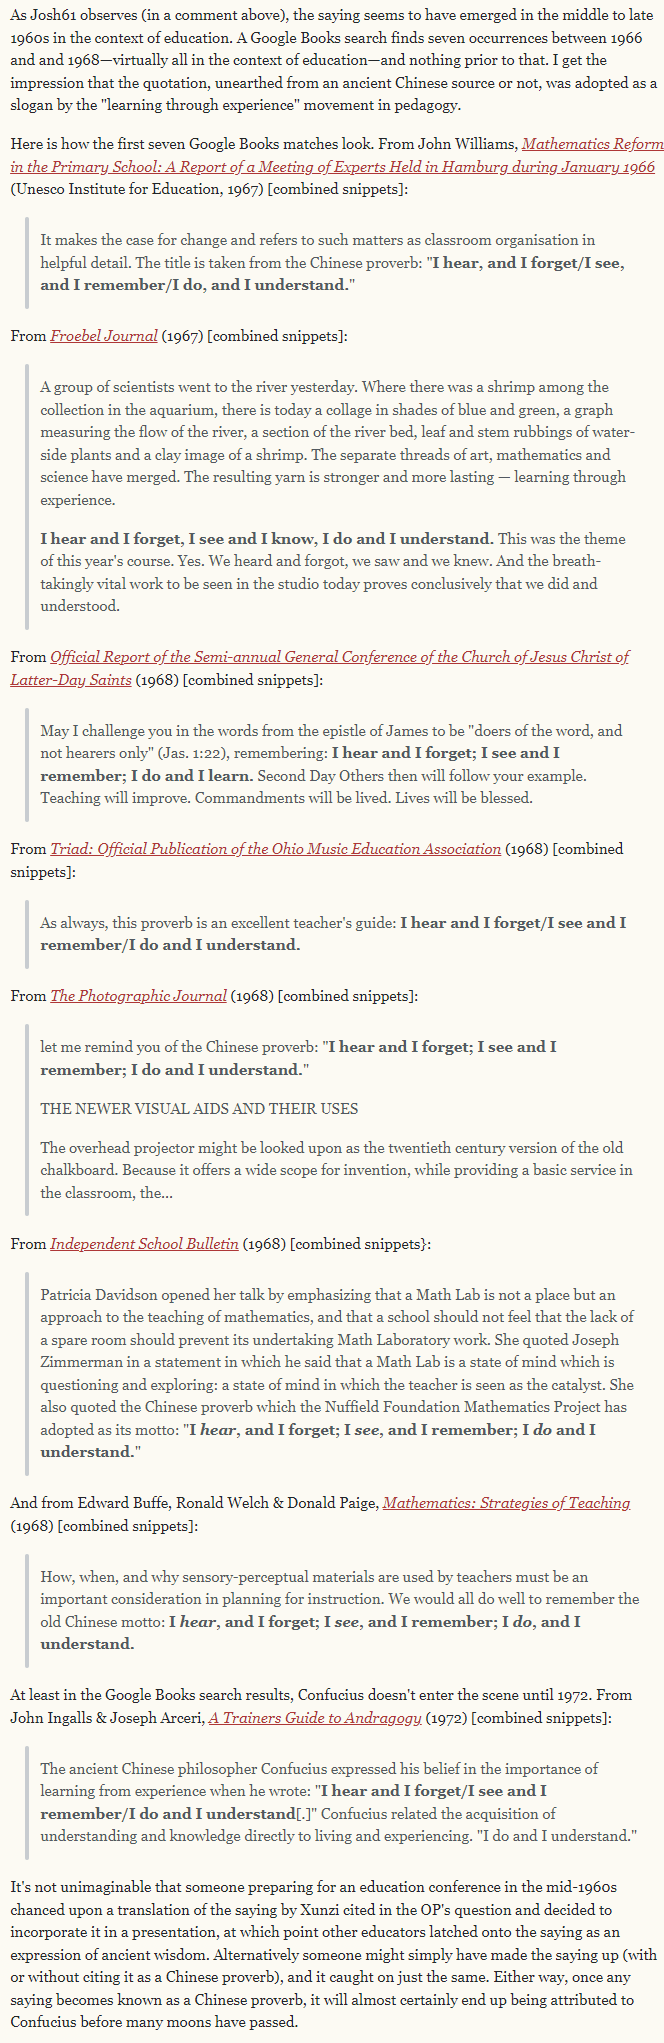 As Josh61 observes (in a comment above), the saying seems to have emerged in the middle to late
1960s in the context of education. A Google Books search finds seven occurrences between 1966
and and 1968—virtually all in the context of education—and nothing prior to that. I get the
impression that the quotation, unearthed from an ancient Chinese source or not, was adopted as a
slogan by the "learning through experience" movement in pedagogy.
Here is how the first seven Google Books matches look. From John Williams, Mathematics Reform
in the Primary School: A Report of a Meeting of Experts Held in Hamburg during January 1966
(Unesco Institute for Education, 1967) [combined snippets]:
It makes the case for change and refers to such matters as classroom organisation in
helpful detail. The title is taken from the Chinese proverb: "I hear, and I forget/I see,
and I remember/I do, and I understand."
From Froebel Journal (1967) [combined snippets]:
A group of scientists went to the river yesterday. Where there was a shrimp among the
collection in the aquarium, there is today a collage in shades of blue and green, a graph
measuring the flow of the river, a section of the river bed, leaf and stem rubbings of water-
side plants and a clay image of a shrimp. The separate threads of art, mathematics and
science have merged. The resulting yarn is stronger and more lasting — learning through
experience.
I hear and I forget, I see and I know, I do and I understand. This was the theme
of this year's course. Yes. We heard and forgot, we saw and we knew. And the breath-
takingly vital work to be seen in the studio today proves conclusively that we did and
understood.
From Official Report of the Semi-annual General Conference of the Church of Jesus Christ of
Latter-Day Saints (1968) [combined snippets]:
May I challenge you in the words from the epistle of James to be "doers of the word, and
not hearers only" (Jas. 1:22), remembering: I hear and I forget; I see and I
remember; I do and I learn. Second Day Others then will follow your example.
Teaching will improve. Commandments will be lived. Lives will be blessed.
From Triad: Official Publication of the Ohio Music Education Association (1968) [combined
snippets]:
As always, this proverb is an excellent teacher's guide: I hear and I forget/I see and I
remember/I do and I understand.
From The Photographic Journal (1968) [combined snippets]:
let me remind you of the Chinese proverb: "I hear and I forget; I see and I
remember; I do and I understand."
THE NEWER VISUAL AIDS AND THEIR USES
The overhead projector might be looked upon as the twentieth century version of the old
chalkboard. Because it offers a wide scope for invention, while providing a basic service in
the classroom, the...
From Independent School Bulletin (1968) [combined snippets}:
Patricia Davidson opened her talk by emphasizing that a Math Lab is not a place but an
approach to the teaching of mathematics, and that a school should not feel that the lack of
a spare room should prevent its undertaking Math Laboratory work. She quoted Joseph
Zimmerman in a statement in which he said that a Math Lab is a state of mind which is
questioning and exploring: a state of mind in which the teacher is seen as the catalyst. She
also quoted the Chinese proverb which the Nuffield Foundation Mathematics Project has
adopted as its motto: "I hear, and I forget; I see, and I remember; I do and I
understand."
And from Edward Buffe, Ronald Welch & Donald Paige, Mathematics: Strategies of Teaching
(1968) [combined snippets]:
How, when, and why sensory-perceptual materials are used by teachers must be an
important consideration in planning for instruction. We would all do well to remember the
old Chinese motto: I hear, and I forget; I see, and I remember; I do, and I
understand.
At least in the Google Books search results, Confucius doesn't enter the scene until 1972. From
John Ingalls & Joseph Arceri, A Trainers Guide to Andragogy (1972) [combined snippets]:
The ancient Chinese philosopher Confucius expressed his belief in the importance of
learning from experience when he wrote: "I hear and I forget/I see and I
remember/I do and I understand[.]" Confucius related the acquisition of
understanding and knowledge directly to living and experiencing. "I do and I understand."
It's not unimaginable that someone preparing for an education conference in the mid-1960s
chanced upon a translation of the saying by Xunzi cited in the OP's question and decided to
incorporate it in a presentation, at which point other educators latched onto the saying as an
expression of ancient wisdom. Alternatively someone might simply have made the saying up (with
or without citing it as a Chinese proverb), and it caught on just the same. Either way, once any
saying becomes known as a Chinese proverb, it will almost certainly end up being attributed to
Confucius before many moons have passed.